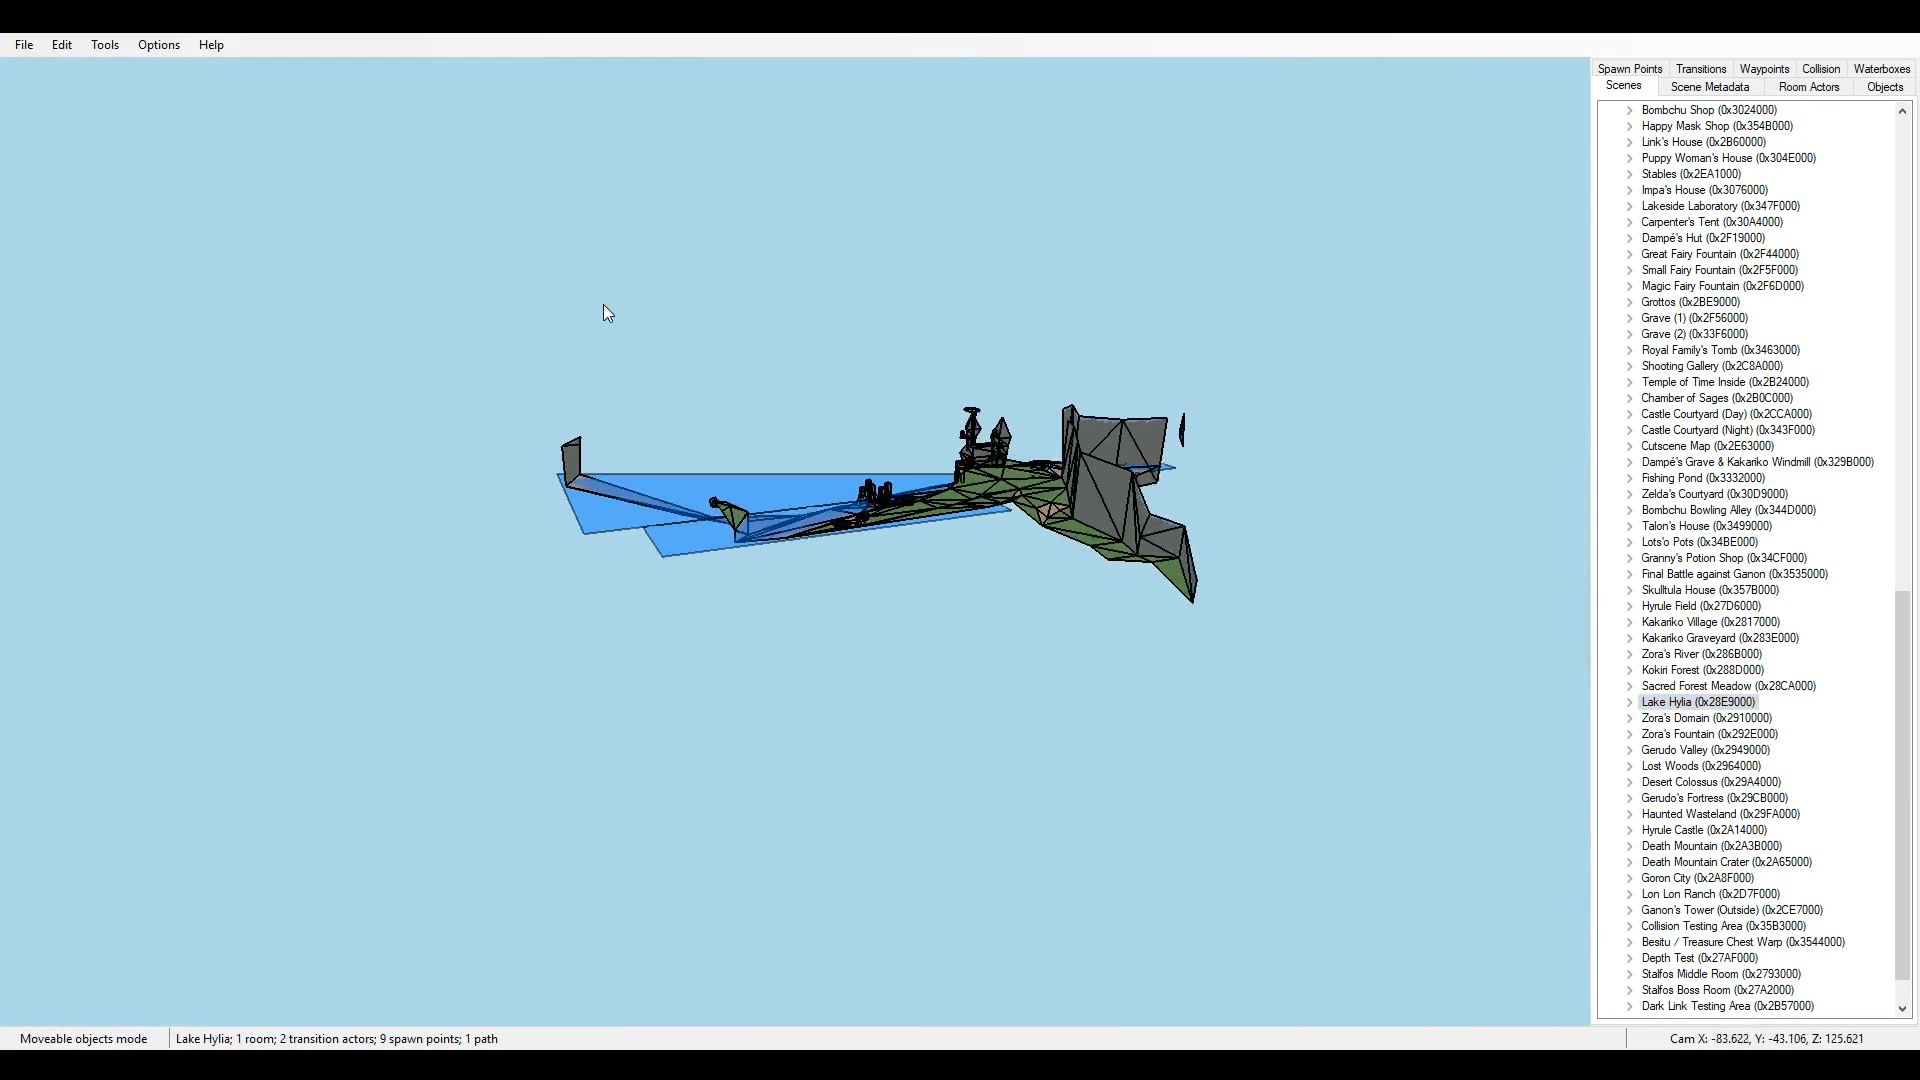 File Edit Tools Options Help
Spawn Points Transitions Waypoints Collision Waterboxes
Scenes Scene Metadata Room Actors Objects
Bombchu Shop (0x3024000)
Happy Mask Shop (0x354B000)
Link's House (0x2B60000)
Puppy Woman's House (0x304E000)
Stables (0x2EA1000)
Impa's House (0x3076000)
Lakeside Laboratory (0x347F000)
Carpenter's Tent (0x30A4000)
Dampé's Hut (0x2F19000)
Great Fairy Fountain (0x2F44000)
Small Fairy Fountain (0x2F5F000)
Magic Fairy Fountain (0x2F6D000)
Grottos (0x2BE9000)
Grave (1) (0x2F56000)
Grave (2) (0x33F6000)
Royal Family's Tomb (0x3463000)
Shooting Gallery (0x2C8A000)
Temple of Time Inside (0x2B24000)
Chamber of Sages (0x2B0C000)
Castle Courtyard (Day) (0x2CCA000)
Castle Courtyard (Night) (0x343F000)
Cutscene Map (0x2E63000)
Dampé's Grave & Kakariko Windmill (0x329B000)
Fishing Pond (0x3332000)
Zelda's Courtyard (0x30D9000)
Bombchu Bowling Alley (0x344D000)
Talon's House (0x3499000)
Lots'o Pots (0x34BE000)
Granny's Potion Shop (0x34CF000)
Final Battle against Ganon (0x3535000)
Skulltula House (0x357B000)
Hyrule Field (0x27D6000)
Kakariko Village (0x2817000)
Kakariko Graveyard (0x283E000)
Zora's River (0x286B000)
Kokiri Forest (0x288D000)
Sacred Forest Meadow (0x28CA000)
Lake Hylia (0x28E9000)
Zora's Domain (0x2910000)
Zora's Fountain (0x292E000)
Gerudo Valley (0x2949000)
Lost Woods (0x2964000)
Desert Colossus (0x29A4000)
Gerudo's Fortress (0x29CB000)
Haunted Wasteland (0x29FA000)
Hyrule Castle (0x2A14000)
Death Mountain (0x2A3B000)
Death Mountain Crater (0x2A65000)
Goron City (0x2A8F000)
Lon Lon Ranch (0x2D7F000)
Ganon's Tower (Outside) (0x2CE7000)
Collision Testing Area (0x35B3000)
Besitu / Treasure Chest Warp (0x3544000)
Depth Test (0x27AF000)
Stalfos Middle Room (0x2793000)
Stalfos Boss Room (0x27A2000)
Dark Link Testing Area (0x2B57000)
Moveable objects mode Lake Hylia; 1 room; 2 transition actors; 9 spawn points; 1 path Cam X: -83.622, Y: -43.106, Z: 125.621